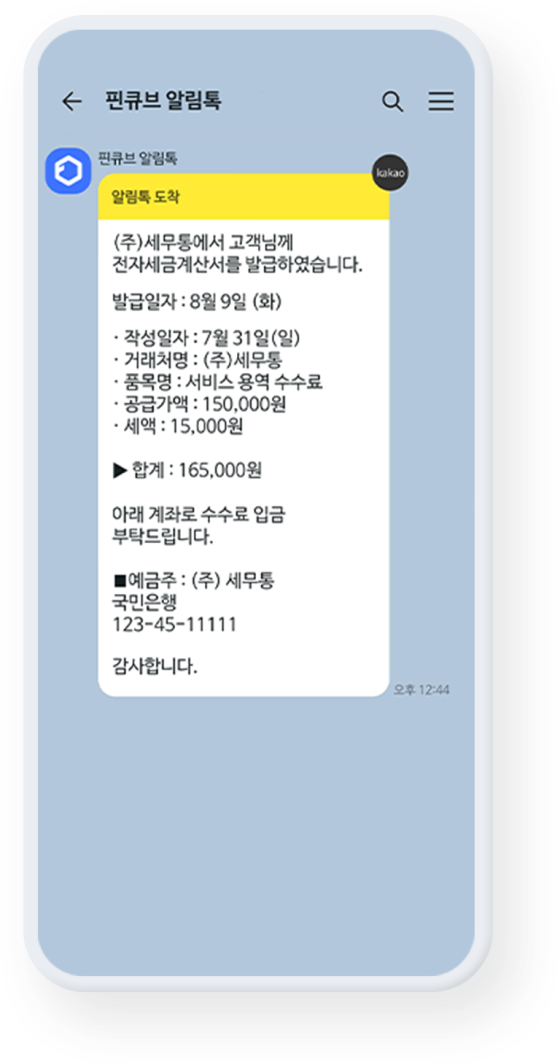 핀큐브 알림톡
핀큐브 알림톡
kakao
알림톡 도착
(주)세무통에서 고객님께
전자세금계산서를 발급하였습니다.
발급일자 : 8월 9일 (화)
· 작성일자 : 7월 31일(일)
· 거래처명 : (주)세무통
· 품목명 : 서비스 용역 수수료
· 공급가액 : 150,000원
· 세액 : 15,000원
▶ 합계 : 165,000원
아래 계좌로 수수료 입금
부탁드립니다.
■예금주 : (주) 세무통
국민은행
123-45-11111
감사합니다.
오후 12:44